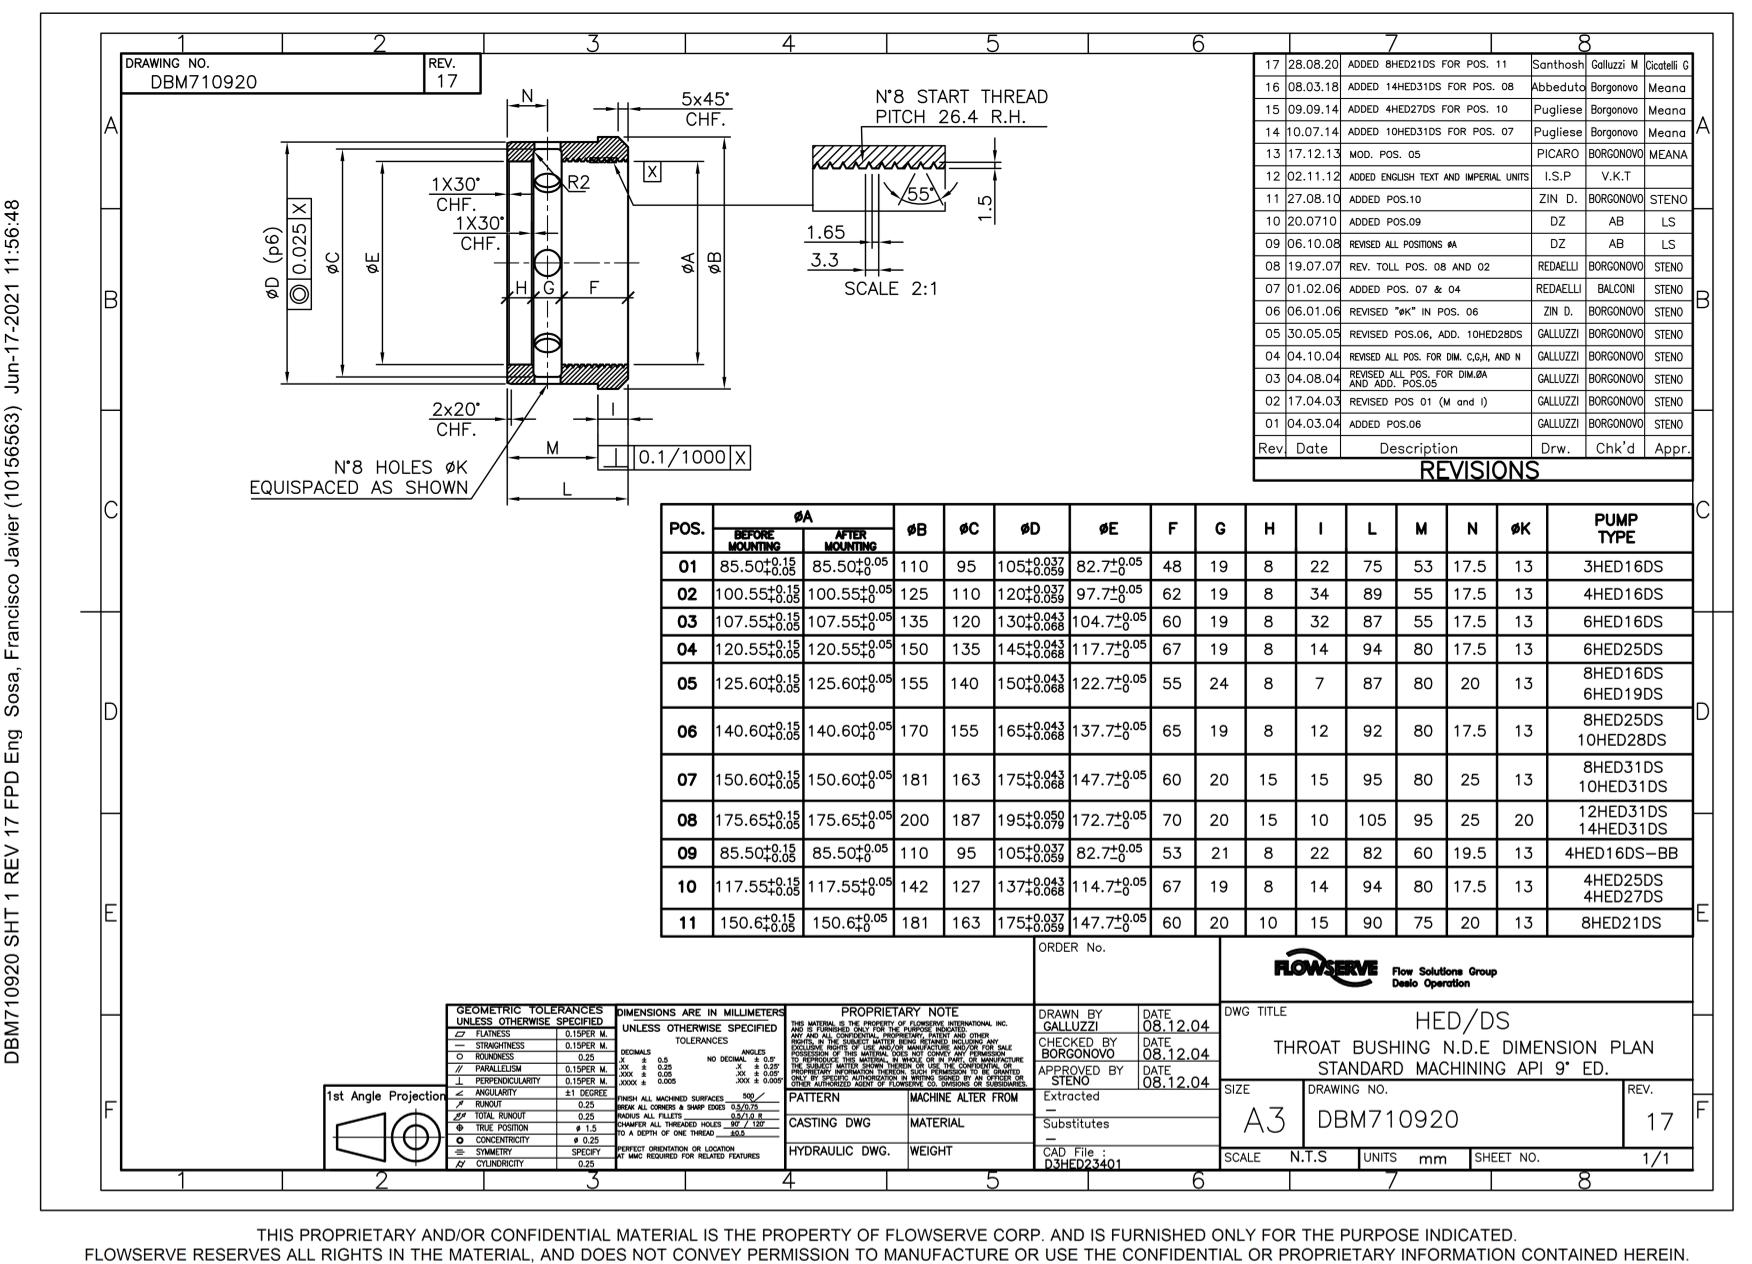 DBM710920 SHT 1 REV 17 FPD Eng Sosa, Francisco Javier (10156563) Jun-17-2021 11:56:48
1 2 3 4 5 6 7 8
A B C D E F
DRAWING NO.
DBM710920
REV.
17
N
5x45°
CHF.
N°8 START THREAD
PITCH 26.4 R.H.
1X30°
CHF.
1X30°
CHF.
R2
X
55°
1.5
1.65
3.3
SCALE 2:1
øD (p6)
0.025 X
øC
øE
H G F
øA
øB
2x20°
CHF.
I
M
0.1/1000 X
L
N°8 HOLES øK
EQUISPACED AS SHOWN
17 28.08.20 ADDED 8HED21DS FOR POS. 11 Santhosh Galluzzi M Cicatelli G
16 08.03.18 ADDED 14HED31DS FOR POS. 08 Abbeduto Borgonovo Meana
15 09.09.14 ADDED 4HED27DS FOR POS. 10 Pugliese Borgonovo Meana
14 10.07.14 ADDED 10HED31DS FOR POS. 07 Pugliese Borgonovo Meana
13 17.12.13 MOD. POS. 05 PICARO BORGONOVO MEANA
12 02.11.12 ADDED ENGLISH TEXT AND IMPERIAL UNITS I.S.P V.K.T
11 27.08.10 ADDED POS.10 ZIN D. BORGONOVO STENO
10 20.0710 ADDED POS.09 DZ AB LS
09 06.10.08 REVISED ALL POSITIONS øA DZ AB LS
08 19.07.07 REV. TOLL POS. 08 AND 02 REDAELLI BORGONOVO STENO
07 01.02.06 ADDED POS. 07 & 04 REDAELLI BALCONI STENO
06 06.01.06 REVISED "øK" IN POS. 06 ZIN D. BORGONOVO STENO
05 30.05.05 REVISED POS.06, ADD. 10HED28DS GALLUZZI BORGONOVO STENO
04 04.10.04 REVISED ALL POS. FOR DIM. C,G,H, AND N GALLUZZI BORGONOVO STENO
03 04.08.04 REVISED ALL POS. FOR DIM.ØA AND ADD. POS.05 GALLUZZI BORGONOVO STENO
02 17.04.03 REVISED POS 01 (M and I) GALLUZZI BORGONOVO STENO
01 04.03.04 ADDED POS.06 GALLUZZI BORGONOVO STENO
Rev. Date Description Drw. Chk'd Appr.
REVISIONS
POS. øA BEFORE MOUNTING AFTER MOUNTING øB øC øD øE F G H I L M N øK PUMP TYPE
01 85.50+0.15+0.05 85.50+0.05+0 110 95 105+0.037+0.059 82.7+0.05-0 48 19 8 22 75 53 17.5 13 3HED16DS
02 100.55+0.15+0.05 100.55+0.05+0 125 110 120+0.037+0.059 97.7+0.05-0 62 19 8 34 89 55 17.5 13 4HED16DS
03 107.55+0.15+0.05 107.55+0.05+0 135 120 130+0.043+0.068 104.7+0.05-0 60 19 8 32 87 55 17.5 13 6HED16DS
04 120.55+0.15+0.05 120.55+0.05+0 150 135 145+0.043+0.068 117.7+0.05-0 67 19 8 14 94 80 17.5 13 6HED25DS
05 125.60+0.15+0.05 125.60+0.05+0 155 140 150+0.043+0.068 122.7+0.05-0 55 24 8 7 87 80 20 13 8HED16DS 6HED19DS
06 140.60+0.15+0.05 140.60+0.05+0 170 155 165+0.043+0.068 137.7+0.05-0 65 19 8 12 92 80 17.5 13 8HED25DS 10HED28DS
07 150.60+0.15+0.05 150.60+0.05+0 181 163 175+0.043+0.068 147.7+0.05-0 60 20 15 15 95 80 25 13 8HED31DS 10HED31DS
08 175.65+0.15+0.05 175.65+0.05+0 200 187 195+0.050+0.079 172.7+0.05-0 70 20 15 10 105 95 25 20 12HED31DS 14HED31DS
09 85.50+0.15+0.05 85.50+0.05+0 110 95 105+0.037+0.059 82.7+0.05-0 53 21 8 22 82 60 19.5 13 4HED16DS-BB
10 117.55+0.15+0.05 117.55+0.05+0 142 127 137+0.043+0.068 114.7+0.05-0 67 19 8 14 94 80 17.5 13 4HED25DS 4HED27DS
11 150.6+0.15+0.05 150.6+0.05+0 181 163 175+0.037+0.059 147.7+0.05-0 60 20 10 15 90 75 20 13 8HED21DS
1st Angle Projection
GEOMETRIC TOLERANCES
UNLESS OTHERWISE SPECIFIED
FLATNESS 0.15PER M.
STRAIGHTNESS 0.15PER M.
ROUNDNESS 0.25
PARALLELISM 0.15PER M.
PERPENDICULARITY 0.15PER M.
ANGULARITY ±1 DEGREE
RUNOUT 0.25
TOTAL RUNOUT 0.25
TRUE POSITION ø 1.5
CONCENTRICITY ø 0.25
SYMMETRY SPECIFY
CYLINDRICITY 0.25
DIMENSIONS ARE IN MILLIMETERS
UNLESS OTHERWISE SPECIFIED
TOLERANCES
DECIMALS ANGLES
.X ± 0.5 NO DECIMAL ± 0.5°
.XX ± 0.25 .X ± 0.25°
.XXX ± 0.05 .XX ± 0.05°
.XXXX ± 0.005 .XXX ± 0.005°
FINISH ALL MACHINED SURFACES 500
BREAK ALL CORNERS & SHARP EDGES 0.5/0.75
RADIUS ALL FILLETS 0.5/1.0 R
CHAMFER ALL THREADED HOLES 90° / 120°
TO A DEPTH OF ONE THREAD ±0.5
PERFECT ORIENTATION OR LOCATION
AT MMC REQUIRED FOR RELATED FEATURES
PROPRIETARY NOTE
THIS MATERIAL IS THE PROPERTY OF FLOWSERVE INTERNATIONAL INC.
AND IS FURNISHED ONLY FOR THE PURPOSE INDICATED.
ANY AND ALL CONFIDENTIAL, PROPRIETARY, PATENT AND OTHER
RIGHTS, IN THE SUBJECT MATTER BEING RETAINED INCLUDING ANY
EXCLUSIVE RIGHTS OF USE AND/OR MANUFACTURE AND/OR FOR SALE
POSSESSION OF THIS MATERIAL DOES NOT CONVEY ANY PERMISSION
TO REPRODUCE THIS MATERIAL, IN WHOLE OR IN PART, OR MANUFACTURE
THE SUBJECT MATTER SHOWN THEREIN OR USE THE CONFIDENTIAL OR
PROPRIETARY INFORMATION THEREIN. SUCH PERMISSION TO BE GRANTED
ONLY BY SPECIFIC AUTHORIZATION IN WRITING SIGNED BY AN OFFICER OR
OTHER AUTHORIZED AGENT OF FLOWSERVE CO. DIVISIONS OR SUBSIDIARIES.
PATTERN
MACHINE ALTER FROM
CASTING DWG
MATERIAL
HYDRAULIC DWG.
WEIGHT
ORDER No.
DRAWN BY
GALLUZZI
DATE
08.12.04
CHECKED BY
BORGONOVO
DATE
08.12.04
APPROVED BY
STENO
DATE
08.12.04
Extracted
—
Substitutes
—
CAD File :
D3HED23401
FLOWSERVE
Flow Solutions Group
Desio Operation
DWG TITLE
HED/DS
THROAT BUSHING N.D.E DIMENSION PLAN
STANDARD MACHINING API 9° ED.
SIZE
A3
DRAWING NO.
DBM710920
REV.
17
SCALE N.T.S UNITS mm SHEET NO. 1/1
A B C D E F
1 2 3 4 5 6 7 8
THIS PROPRIETARY AND/OR CONFIDENTIAL MATERIAL IS THE PROPERTY OF FLOWSERVE CORP. AND IS FURNISHED ONLY FOR THE PURPOSE INDICATED.
FLOWSERVE RESERVES ALL RIGHTS IN THE MATERIAL, AND DOES NOT CONVEY PERMISSION TO MANUFACTURE OR USE THE CONFIDENTIAL OR PROPRIETARY INFORMATION CONTAINED HEREIN.